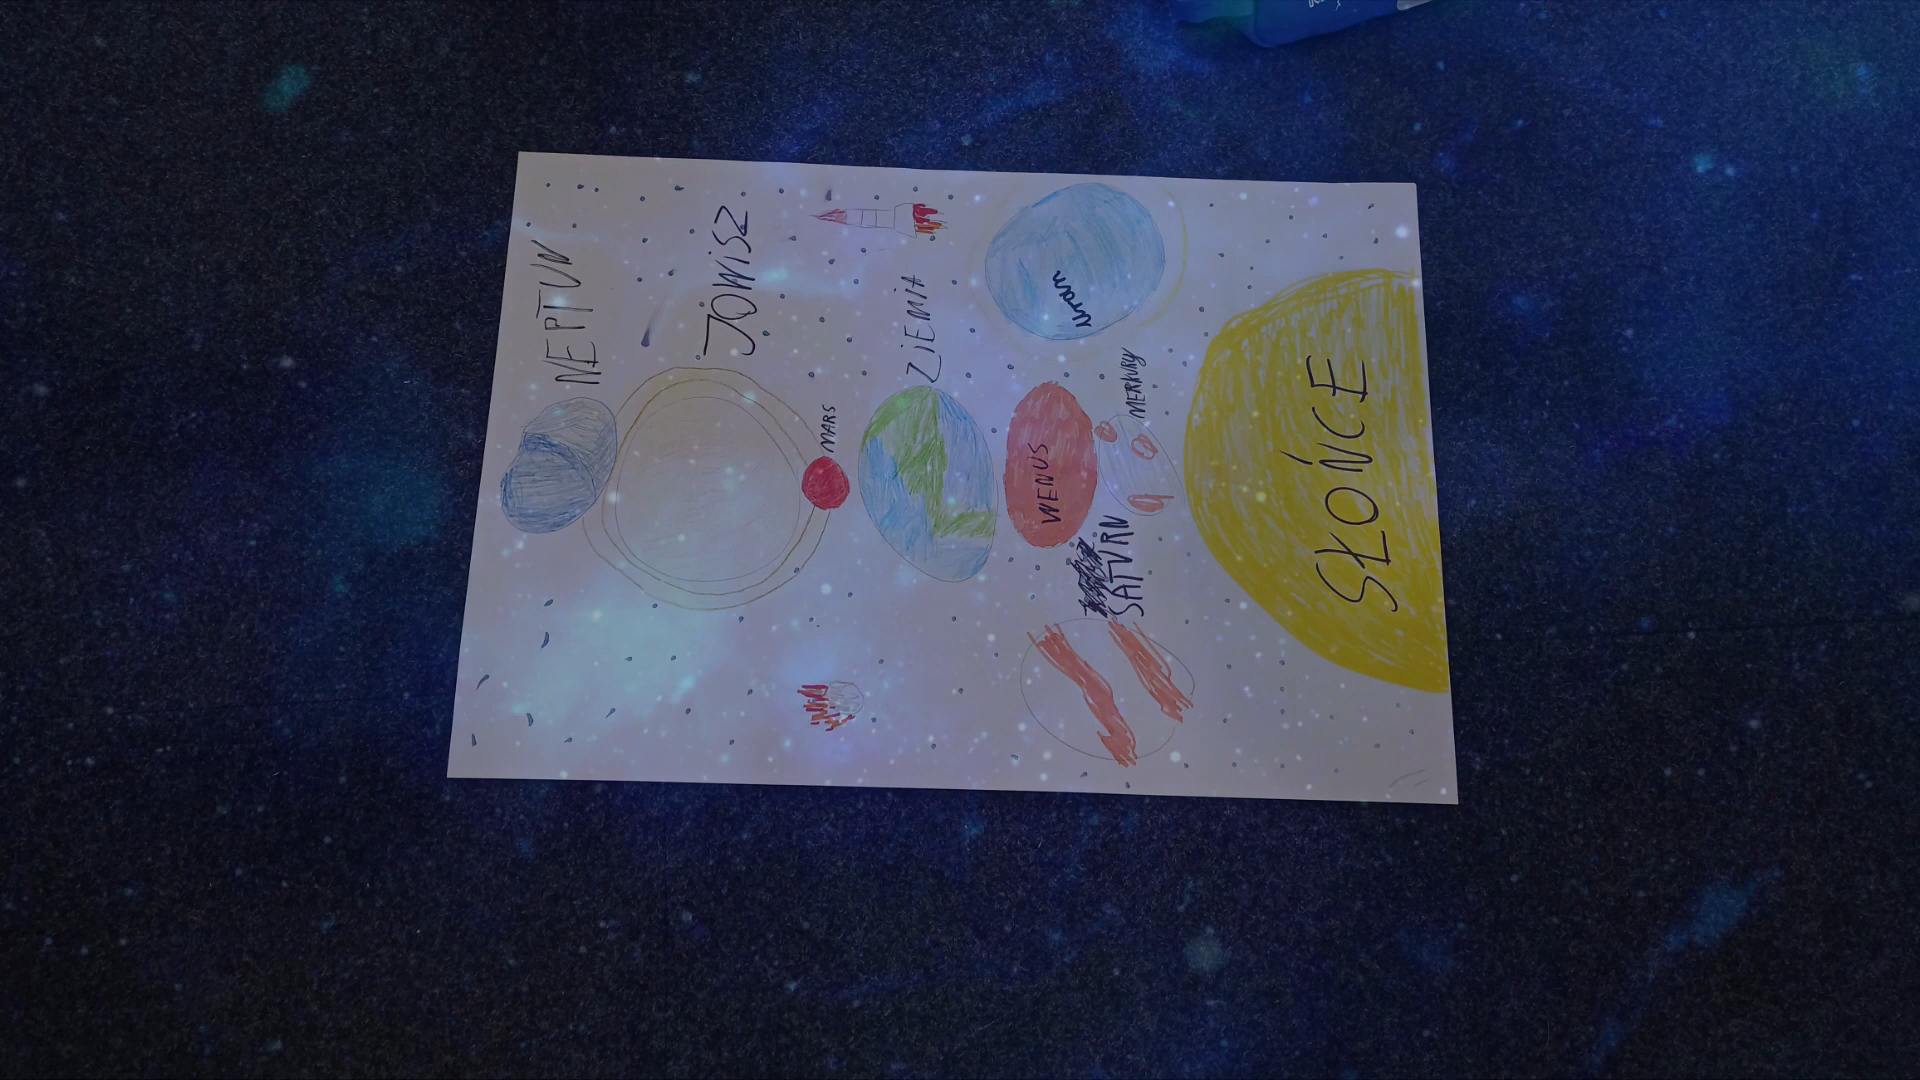 NEPTUN
JOWISZ
MARS
ZIEMIA
WENUS
uran
SATURN
MERKURY
SŁOŃCE